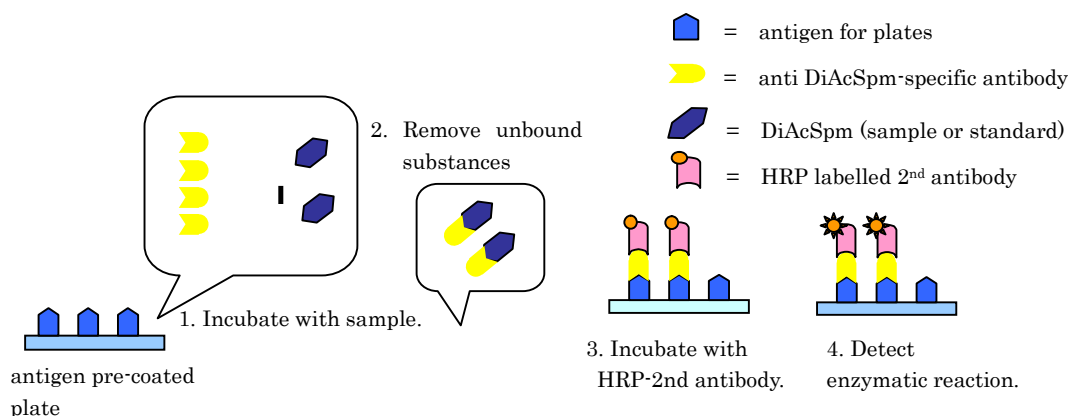 = antigen for plates
= anti DiAcSpm-specific antibody
= DiAcSpm (sample or standard)
= HRP labelled 2nd antibody
2. Remove unbound
substances
1. Incubate with sample.
antigen pre-coated
plate
3. Incubate with
HRP-2nd antibody.
4. Detect
enzymatic reaction.